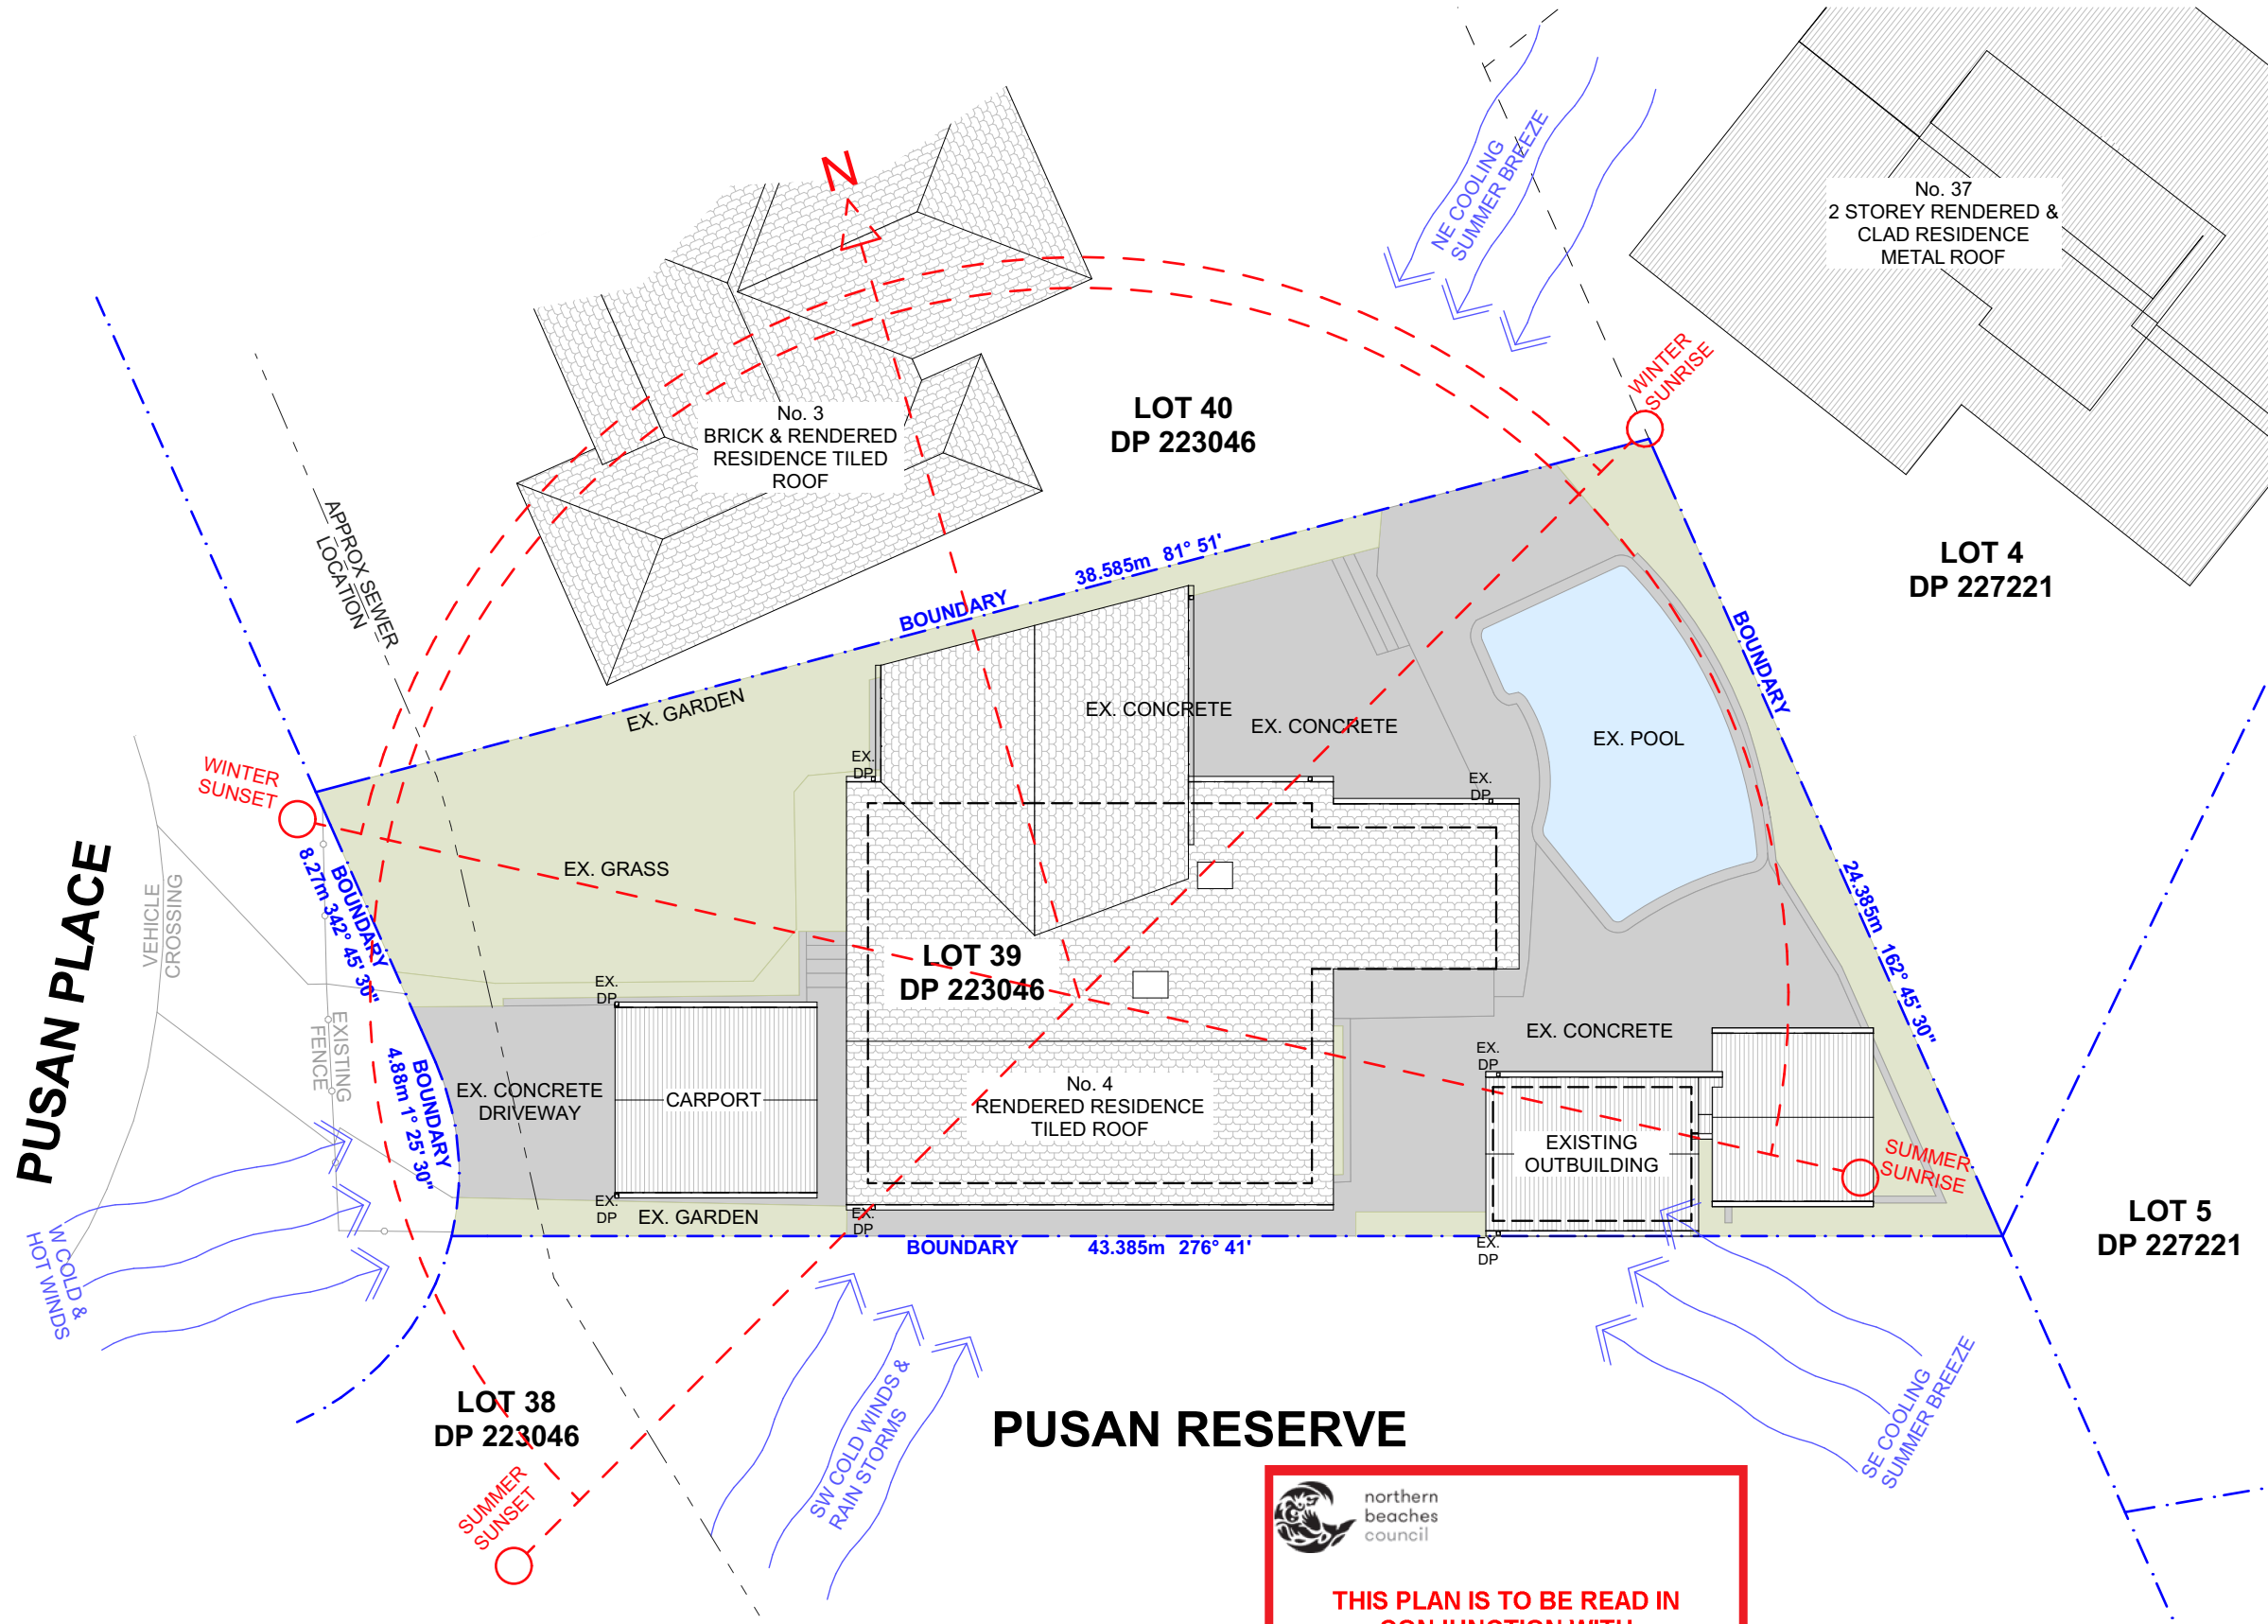 N
NE COOLING
SUMMER BREEZE
No. 37
2 STOREY RENDERED &
CLAD RESIDENCE
METAL ROOF
WINTER
SUNRISE
No. 3
BRICK & RENDERED
RESIDENCE TILED
ROOF
LOT 40
DP 223046
APPROX SEWER
LOCATION
LOT 4
DP 227221
BOUNDARY
38.585m 81° 51'
BOUNDARY
24.385m 162° 45' 30"
EX. GARDEN
EX. CONCRETE
EX. CONCRETE
EX. POOL
WINTER
SUNSET
EX.
DP
EX.
DP
PUSAN PLACE
VEHICLE
CROSSING
BOUNDARY
8.27m 342° 45' 30"
EX. GRASS
LOT 39
DP 223046
EX.
DP
EXISTING
FENCE
BOUNDARY
4.88m 1° 25' 30"
EX. CONCRETE
DRIVEWAY
CARPORT
No. 4
RENDERED RESIDENCE
TILED ROOF
EX. CONCRETE
EX.
DP
EXISTING
OUTBUILDING
SUMMER
SUNRISE
EX.
DP
EX. GARDEN
EX.
DP
BOUNDARY
43.385m 276° 41'
EX.
DP
LOT 5
DP 227221
W COLD &
HOT WINDS
LOT 38
DP 223046
SUMMER
SUNSET
SW COLD WINDS &
RAIN STORMS
PUSAN RESERVE
SE COOLING
SUMMER BREEZE
northern
beaches
council
THIS PLAN IS TO BE READ IN
CONJUNCTION WITH